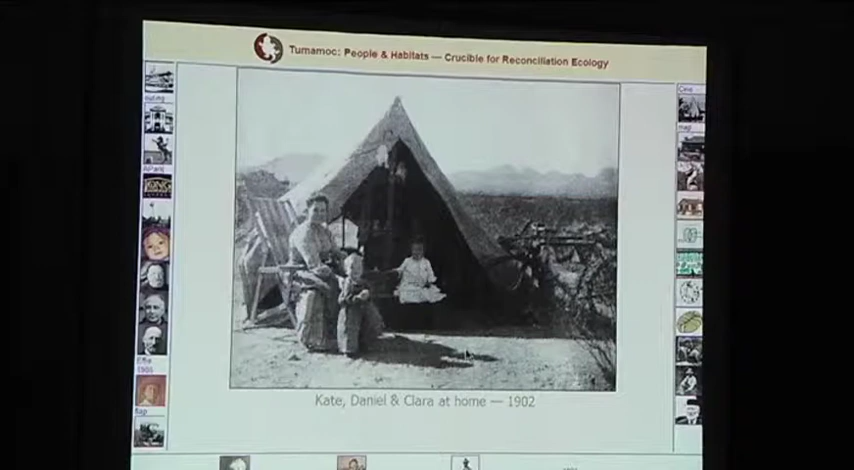 Tumamoc: People & Habitats — Crucible for Reconciliation Ecology
Kate, Daniel & Clara at home — 1902